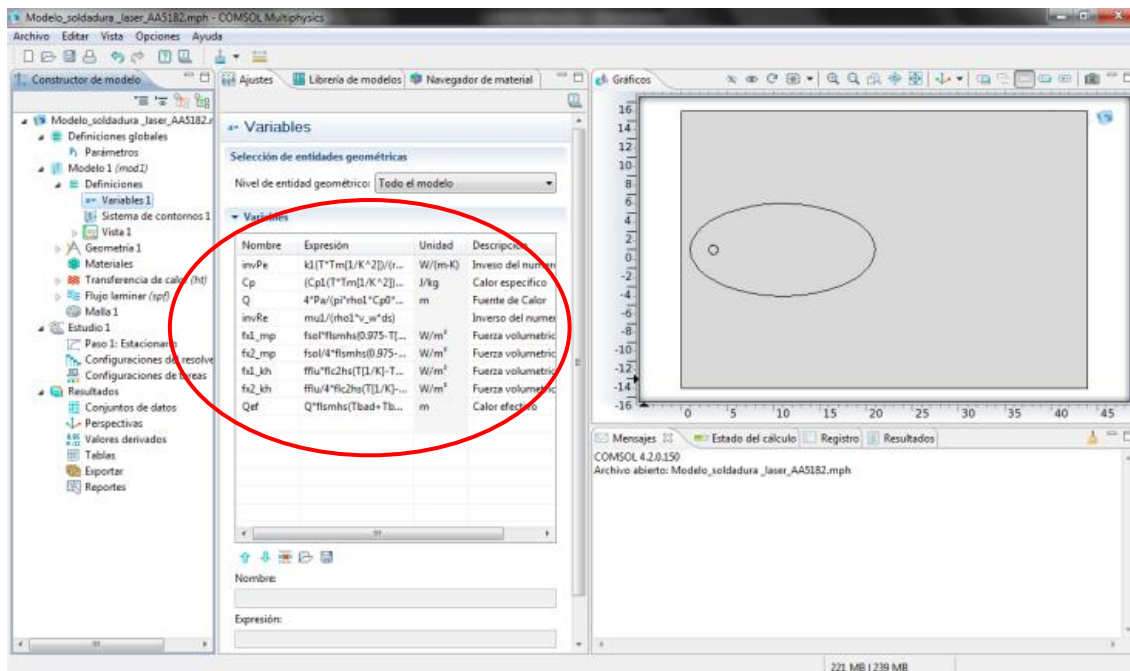 Modelo_soldadura _laser_AA5182.mph - COMSOL Multiphysics
Archivo Editar Vista Opciones Ayuda
Constructor de modelo
Modelo_soldadura _laser_AA5182.r
Definiciones globales
Parámetros
Modelo 1 (mod1)
Definiciones
Variables 1
Sistema de contornos 1
Vista 1
Geometría 1
Materiales
Transferencia de calor (ht)
Flujo laminar (spf)
Malla 1
Estudio 1
Paso 1: Estacionario
Configuraciones del resolve
Configuraciones de tareas
Resultados
Conjuntos de datos
Perspectivas
Valores derivados
Tablas
Exportar
Reportes
Ajustes Librería de modelos Navegador de material
Variables
Selección de entidades geométricas
Nivel de entidad geométrico: Todo el modelo
Variables
Nombre Expresión Unidad Descripción
invPe k1(T*Tm[1/K^2])/(r... W/(m·K) Inveso del numen
Cp (Cp1(T*Tm[1/K^2])... J/kg Calor especifico
Q 4*Pa/(pi*rho1*Cp0*... m Fuente de Calor
invRe mu1/(rho1*v_w*ds) Inverso del numer
fx1_mp fsol*flsmhs(0.975-T[... W/m² Fuerza volumetric
fx2_mp fsol/4*flsmhs(0.975-... W/m² Fuerza volumetric
fx1_kh fflu*flc2hs(T[1/K]-T... W/m² Fuerza volumetric
fx2_kh fflu/4*flc2hs(T[1/K]-... W/m² Fuerza volumetric
Qef Q*flsmhs(Tbad+Tb... m Calor efectivo
Nombre:
Expresión:
Gráficos
16
14
12
10
8
6
4
2
0
-2
-4
-6
-8
-10
-12
-14
-16
0 5 10 15 20 25 30 35 40 45
Mensajes Estado del cálculo Registro Resultados
COMSOL 4.2.0.150
Archivo abierto: Modelo_soldadura _laser_AA5182.mph
221 MB | 239 MB